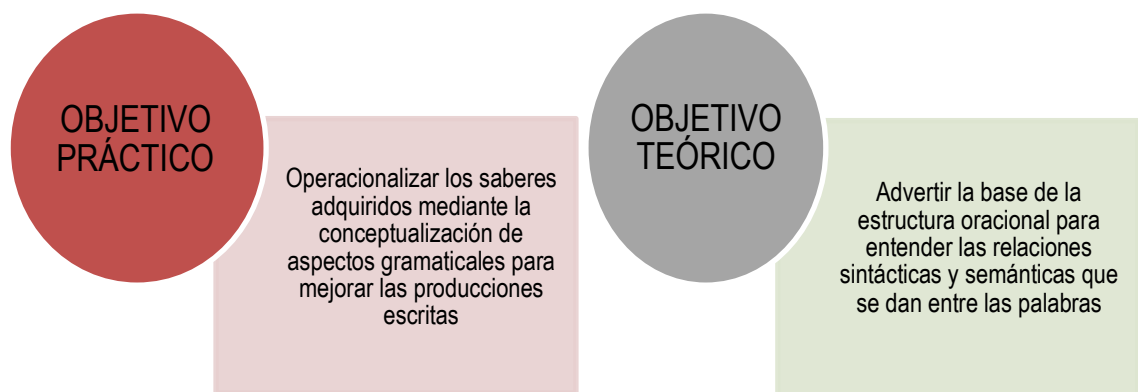 OBJETIVO
PRÁCTICO
Operacionalizar los saberes
adquiridos mediante la
conceptualización de
aspectos gramaticales para
mejorar las producciones
escritas
OBJETIVO
TEÓRICO
Advertir la base de la
estructura oracional para
entender las relaciones
sintácticas y semánticas que
se dan entre las palabras